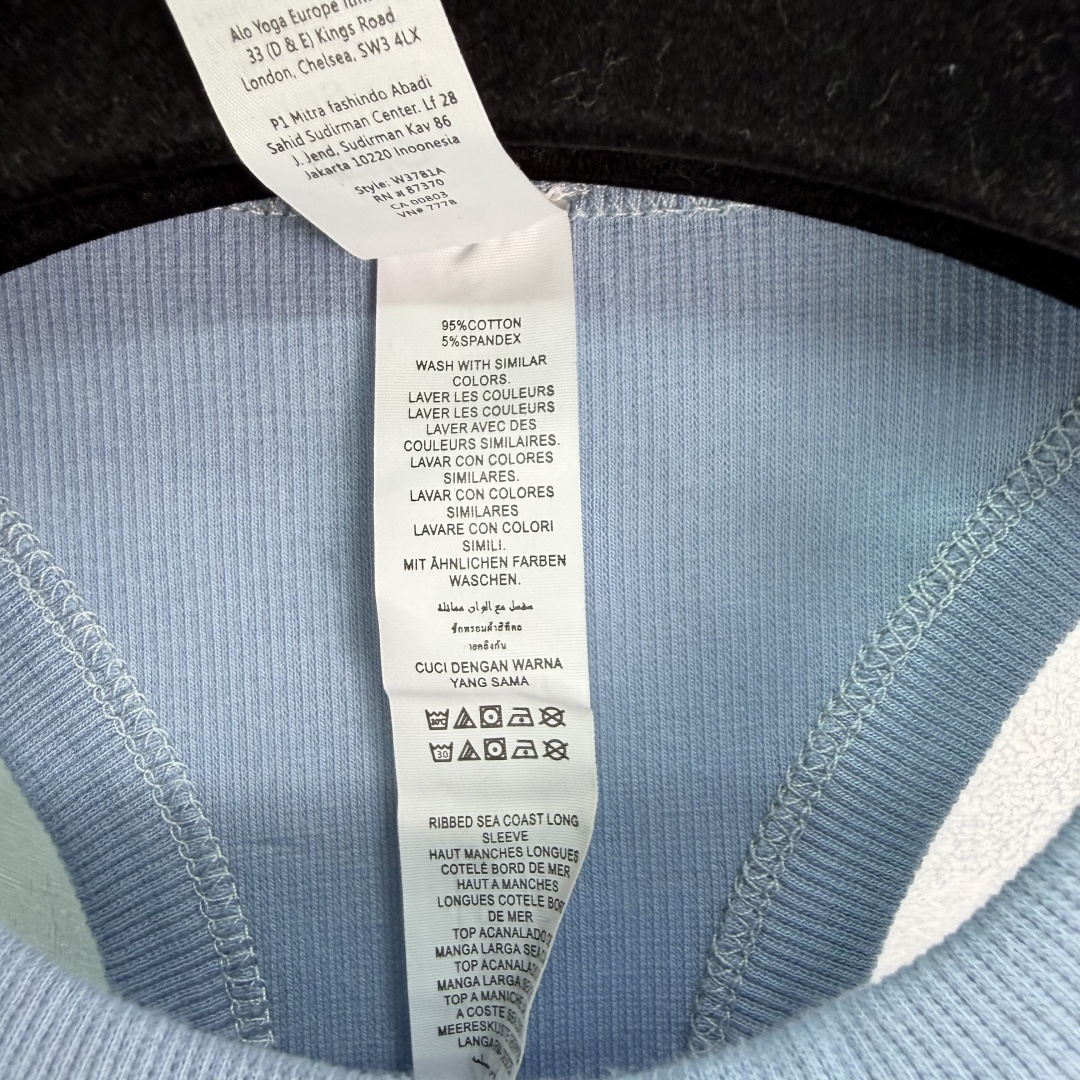 Alo Yoga Europe
33 (D & E) Kings Road
London, Chelsea, SW3 4LX
P1 Mitra fashindo Abadi
Sahid Sudirman Center. Lf 28
J. Jend, Sudirman Kav 86
Jakarta 10220 Inoonesia
Style: W3781A
RN # 87370
CA 00803
VN# 7778
95%COTTON
5%SPANDEX
WASH WITH SIMILAR
COLORS.
LAVER LES COULEURS
LAVER LES COULEURS
LAVER AVEC DES
COULEURS SIMILAIRES.
LAVAR CON COLORES
SIMILARES.
LAVAR CON COLORES
SIMILARES
LAVARE CON COLORI
SIMILI.
MIT ÄHNLICHEN FARBEN
WASCHEN.
مع
CUCI DENGAN WARNA
YANG SAMA
30°C
30
RIBBED SEA COAST LONG
SLEEVE
HAUT MANCHES LONGUES
COTELÉ BORD DE MER
HAUT A MANCHES
LONGUES COTELE
DE MER
TOP ACANALADO
MANGA LARGA
TOP
MANGA LARGA
TOP A
A COSTE